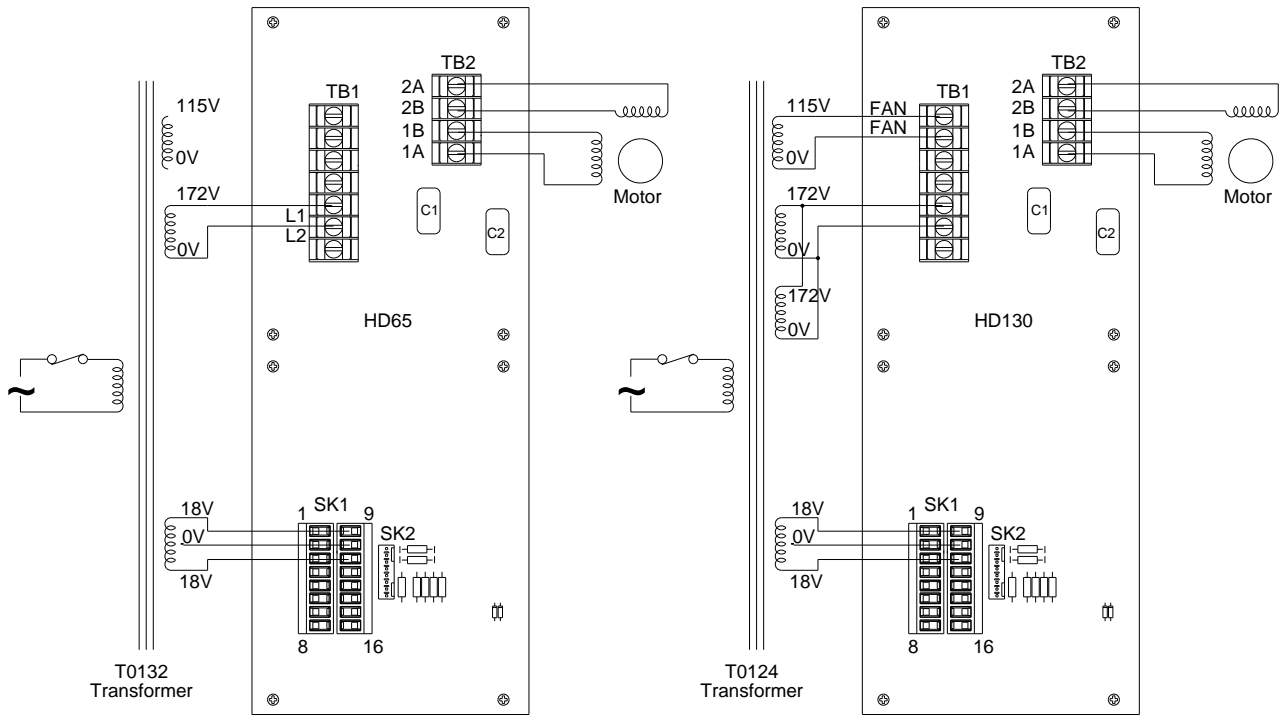 TB2
TB1
2A
2B
1B
1A
115V
0V
172V
L1
L2
0V
C1
C2
Motor
HD65
~
18V
0V
18V
SK1
1
9
SK2
8
16
T0132
Transformer
TB2
TB1
2A
2B
1B
1A
115V
FAN
FAN
0V
172V
0V
172V
0V
C1
C2
Motor
HD130
~
18V
0V
18V
SK1
1
9
SK2
8
16
T0124
Transformer